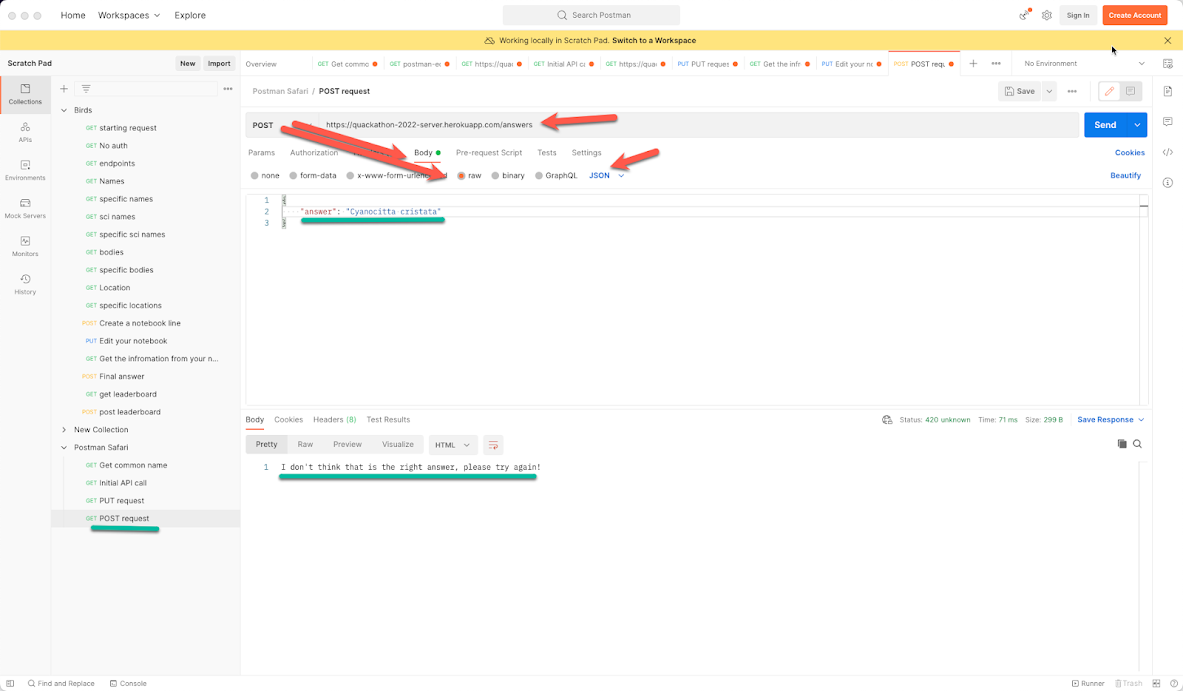 Home Workspaces Explore Search Postman Sign In Create Account
Working locally in Scratch Pad. Switch to a Workspace
Scratch Pad New Import Overview GET Get commo GET postman-ec GET https://qua GET Initial API ca GET https://qua PUT PUT reques GET Get the infr PUT Edit your no POST POST requ No Environment
Collections
APIs
Environments
Mock Servers
Monitors
History
Birds
GET starting request
GET No auth
GET endpoints
GET Names
GET specific names
GET sci names
GET specific sci names
GET bodies
GET specific bodies
GET Location
GET specific locations
POST Create a notebook line
PUT Edit your notebook
GET Get the infromation from your n...
POST Final answer
GET get leaderboard
POST post leaderboard
New Collection
Postman Safari
GET Get common name
GET Initial API call
GET PUT request
GET POST request
Postman Safari / POST request Save
POST https://quackathon-2022-server.herokuapp.com/answers Send
Params Authorization Body Pre-request Script Tests Settings Cookies
none form-data x-www-form-urlenc raw binary GraphQL JSON Beautify
1
2 "answer": "Cyanocitta cristata"
3
Body Cookies Headers (8) Test Results Status: 420 unknown Time: 71 ms Size: 299 B Save Response
Pretty Raw Preview Visualize HTML
1 I don't think that is the right answer, please try again!
Find and Replace Console Runner Trash